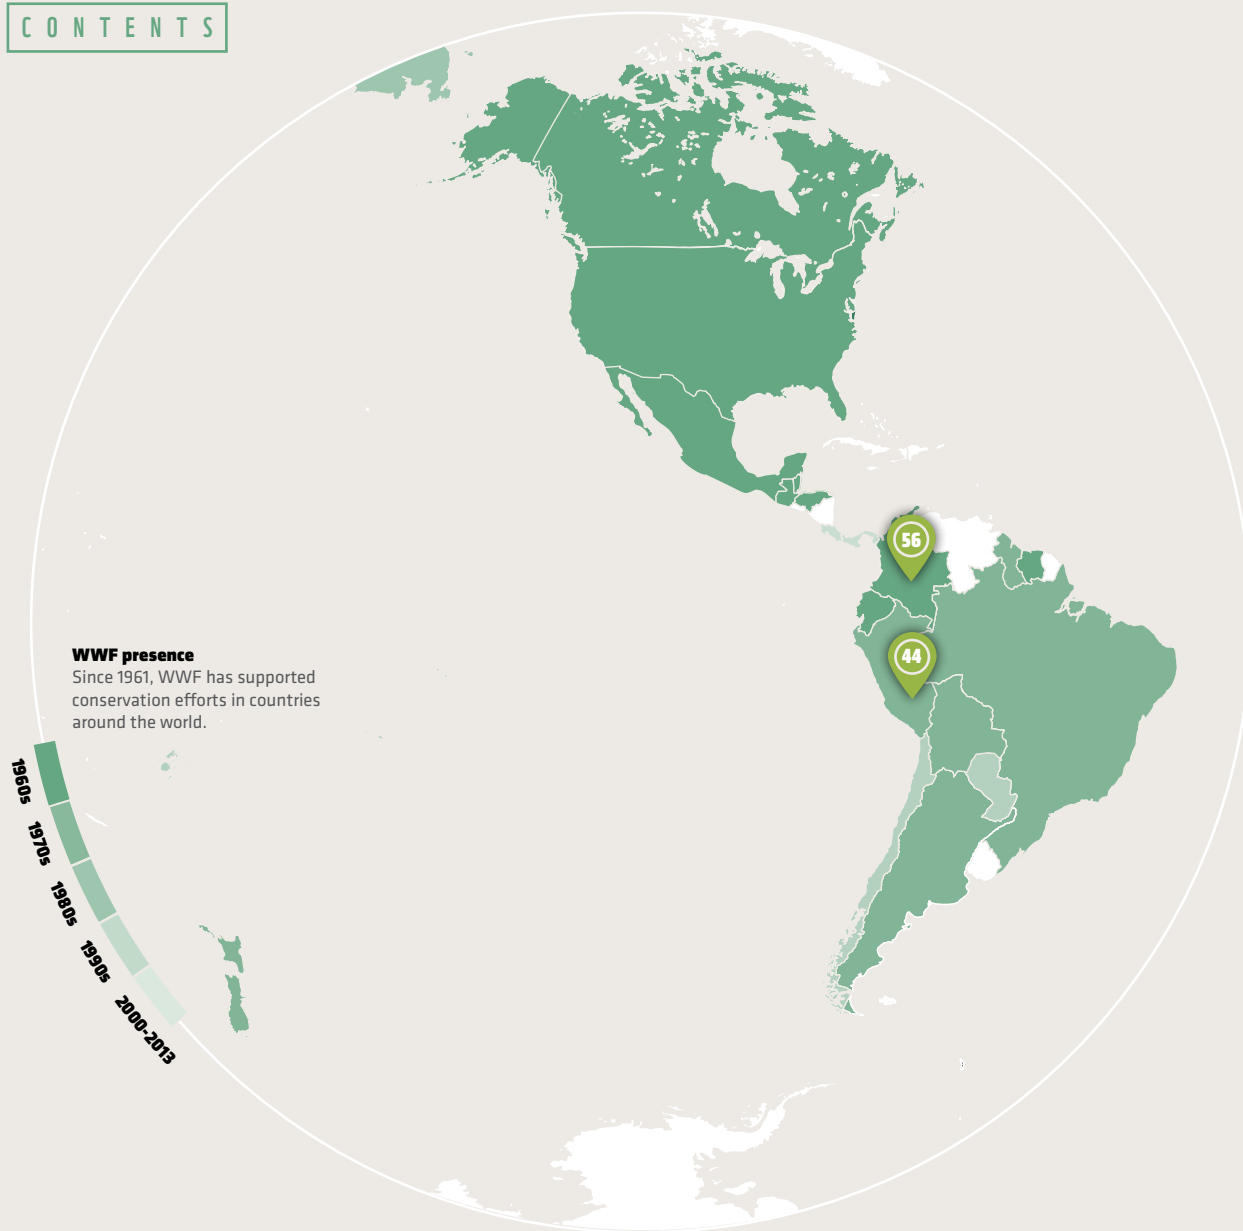 CONTENTS
56
44
WWF presence
Since 1961, WWF has supported
conservation efforts in countries
around the world.
1960s
1970s
1980s
1990s
2000-2013